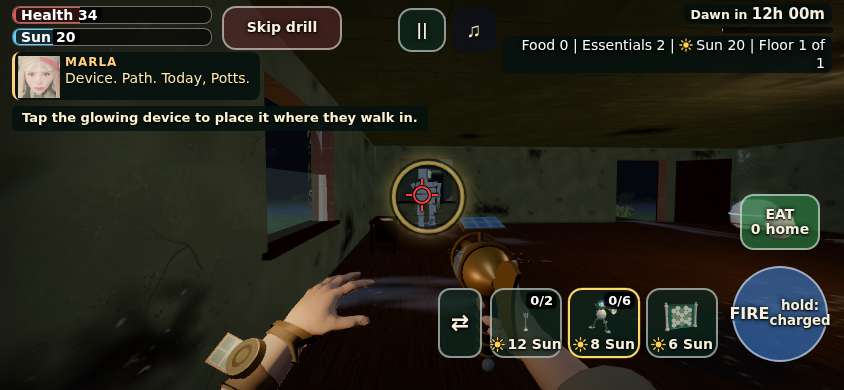 Health 34
Sun 20
Skip drill
Dawn in 12h 00m
Food 0 | Essentials 2 | ☀ Sun 20 | Floor 1 of
1
MARLA
Device. Path. Today, Potts.
Tap the glowing device to place it where they walk in.
EAT
0 home
0/2
12 Sun
0/6
8 Sun
6 Sun
FIRE
hold:
charged